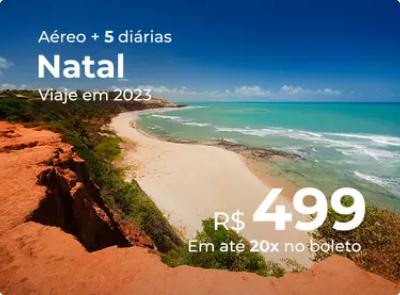 Aéreo + 5 diárias
Natal
Viaje em 2023
R$ 499
Em até 20x no boleto